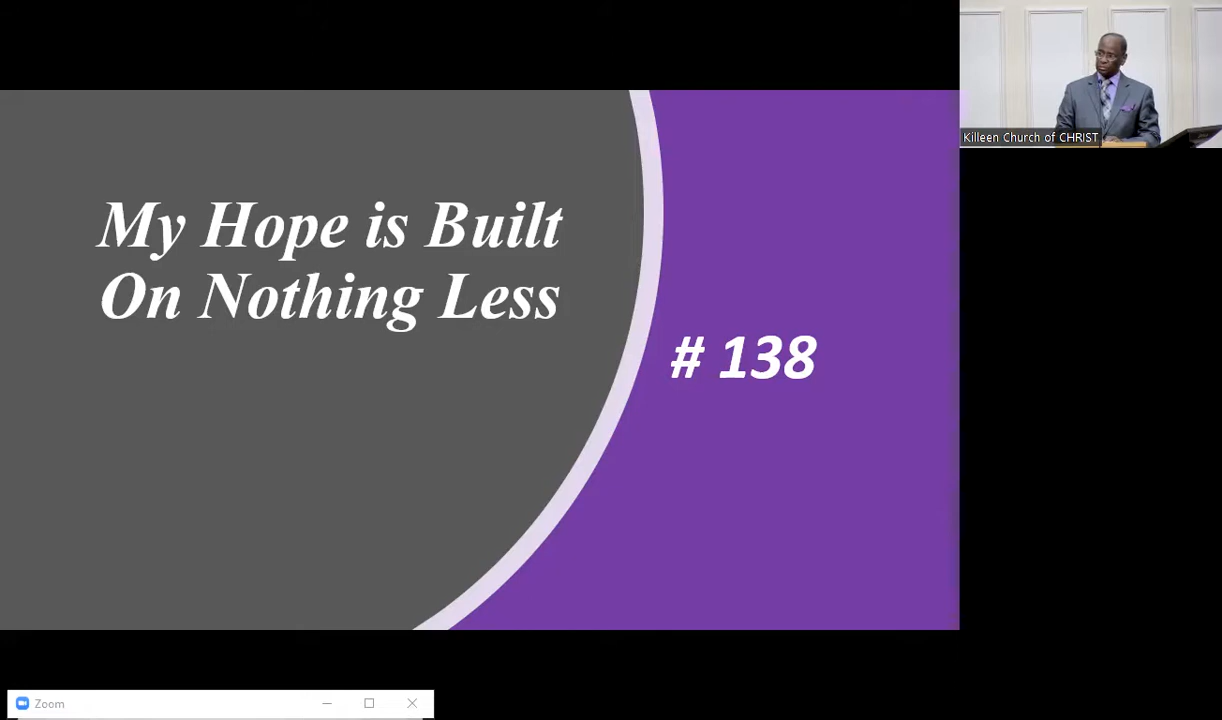 My Hope is Built
On Nothing Less
# 138
Killeen Church of CHRIST
Zoom